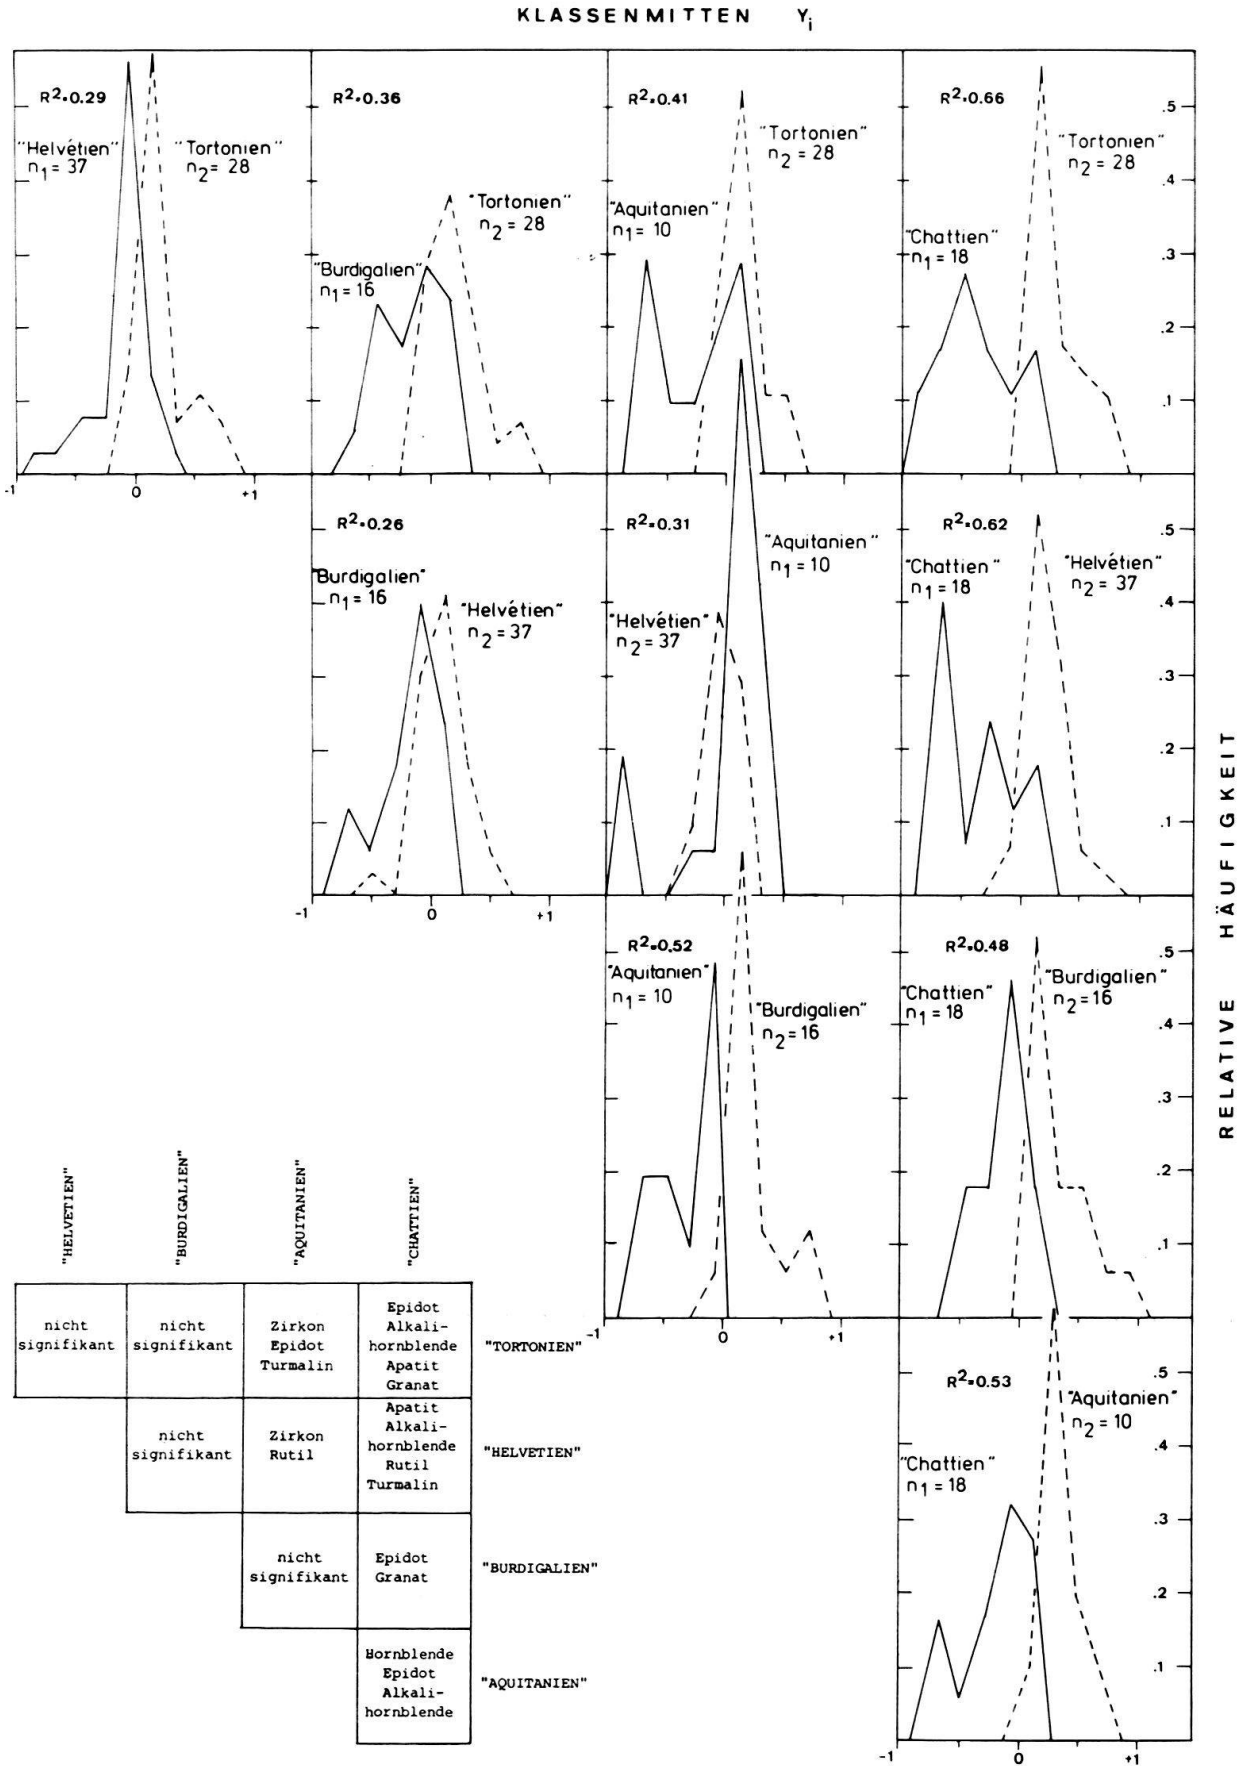 KLASSENMITTEN Yi
R²=0.29
"Helvétien"
n1= 37
"Tortonien"
n2= 28
R²=0.36
"Burdigalien"
n1= 16
"Tortonien"
n2= 28
R²=0.41
"Aquitanien"
n1= 10
"Tortonien"
n2= 28
R²=0.66
"Chattien"
n1= 18
"Tortonien"
n2= 28
.5
.4
.3
.2
.1
-1 0 +1
R²=0.26
"Burdigalien"
n1= 16
"Helvétien"
n2= 37
R²=0.31
"Helvétien"
n2= 37
"Aquitanien"
n1= 10
R²=0.62
"Chattien"
n1= 18
"Helvétien"
n2= 37
.5
.4
.3
.2
.1
-1 0 +1
R²=0.52
"Aquitanien"
n1= 10
"Burdigalien"
n2= 16
R²=0.48
"Chattien"
n1= 18
"Burdigalien"
n2= 16
.5
.4
.3
.2
.1
-1 0 +1
R²=0.53
"Chattien"
n1= 18
"Aquitanien"
n2= 10
.5
.4
.3
.2
.1
-1 0 +1
RELATIVE HÄUFIGKEIT
"HELVETIEN"
"BURDIGALIEN"
"AQUITANIEN"
"CHATTIEN"
nicht
signifikant
nicht
signifikant
Zirkon
Epidot
Turmalin
Epidot
Alkali-
hornblende
Apatit
Granat
"TORTONIEN"
nicht
signifikant
Zirkon
Rutil
Apatit
Alkali-
hornblende
Rutil
Turmalin
"HELVETIEN"
nicht
signifikant
Epidot
Granat
"BURDIGALIEN"
Hornblende
Epidot
Alkali-
hornblende
"AQUITANIEN"